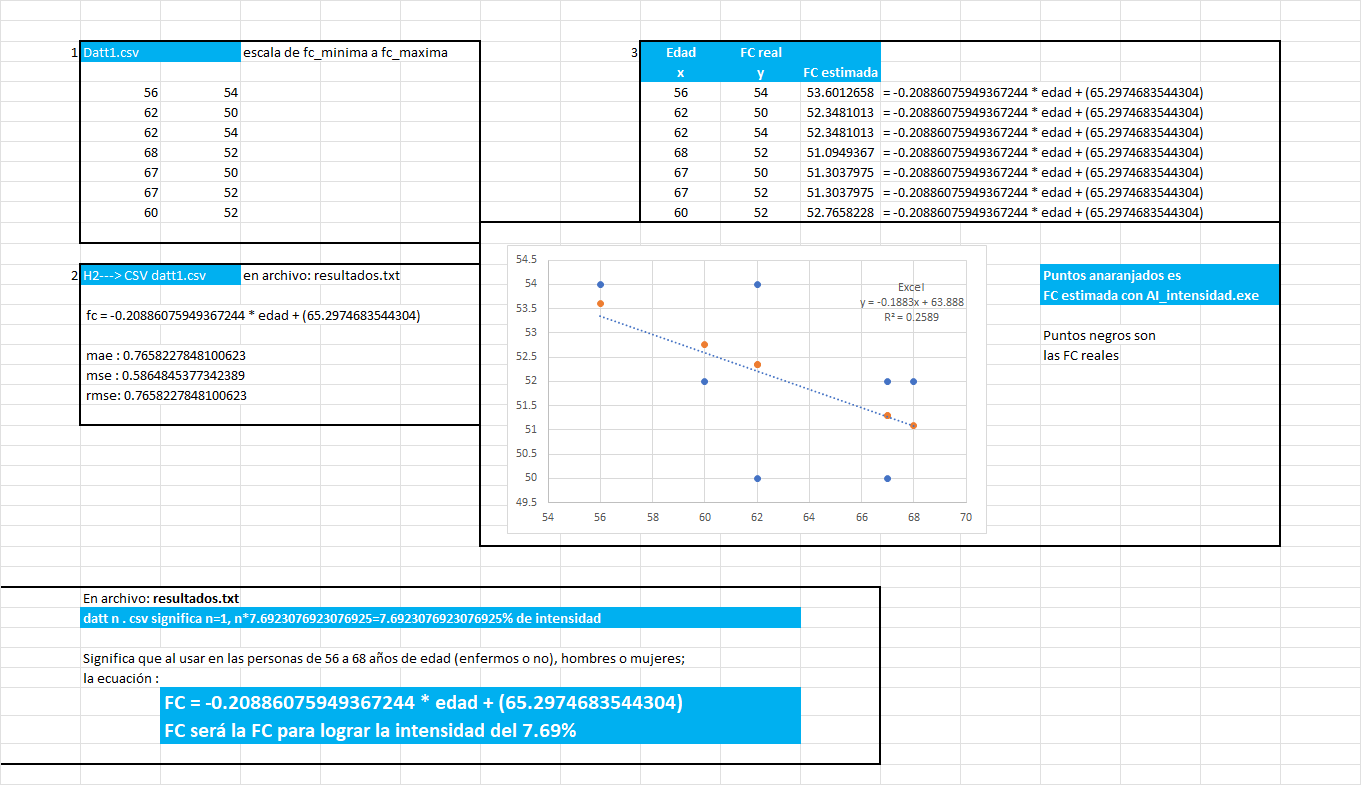 1 Datt1.csv escala de fc_minima a fc_maxima
56 54
62 50
62 54
68 52
67 50
67 52
60 52
3 Edad FC real
x y FC estimada
56 54 53.6012658 = -0.20886075949367244 * edad + (65.2974683544304)
62 50 52.3481013 = -0.20886075949367244 * edad + (65.2974683544304)
62 54 52.3481013 = -0.20886075949367244 * edad + (65.2974683544304)
68 52 51.0949367 = -0.20886075949367244 * edad + (65.2974683544304)
67 50 51.3037975 = -0.20886075949367244 * edad + (65.2974683544304)
67 52 51.3037975 = -0.20886075949367244 * edad + (65.2974683544304)
60 52 52.7658228 = -0.20886075949367244 * edad + (65.2974683544304)
2 H2---> CSV datt1.csv en archivo: resultados.txt
fc = -0.20886075949367244 * edad + (65.2974683544304)
mae : 0.7658227848100623
mse : 0.5864845377342389
rmse: 0.7658227848100623
54.5
54
53.5
53
52.5
52
51.5
51
50.5
50
49.5
54 56 58 60 62 64 66 68 70
Excel
y = -0.1883x + 63.888
R² = 0.2589
Puntos anaranjados es
FC estimada con AI_intensidad.exe
Puntos negros son
las FC reales
En archivo: resultados.txt
datt n . csv significa n=1, n*7.6923076923076925=7.6923076923076925% de intensidad
Significa que al usar en las personas de 56 a 68 años de edad (enfermos o no), hombres o mujeres;
la ecuación :
FC = -0.20886075949367244 * edad + (65.2974683544304)
FC será la FC para lograr la intensidad del 7.69%